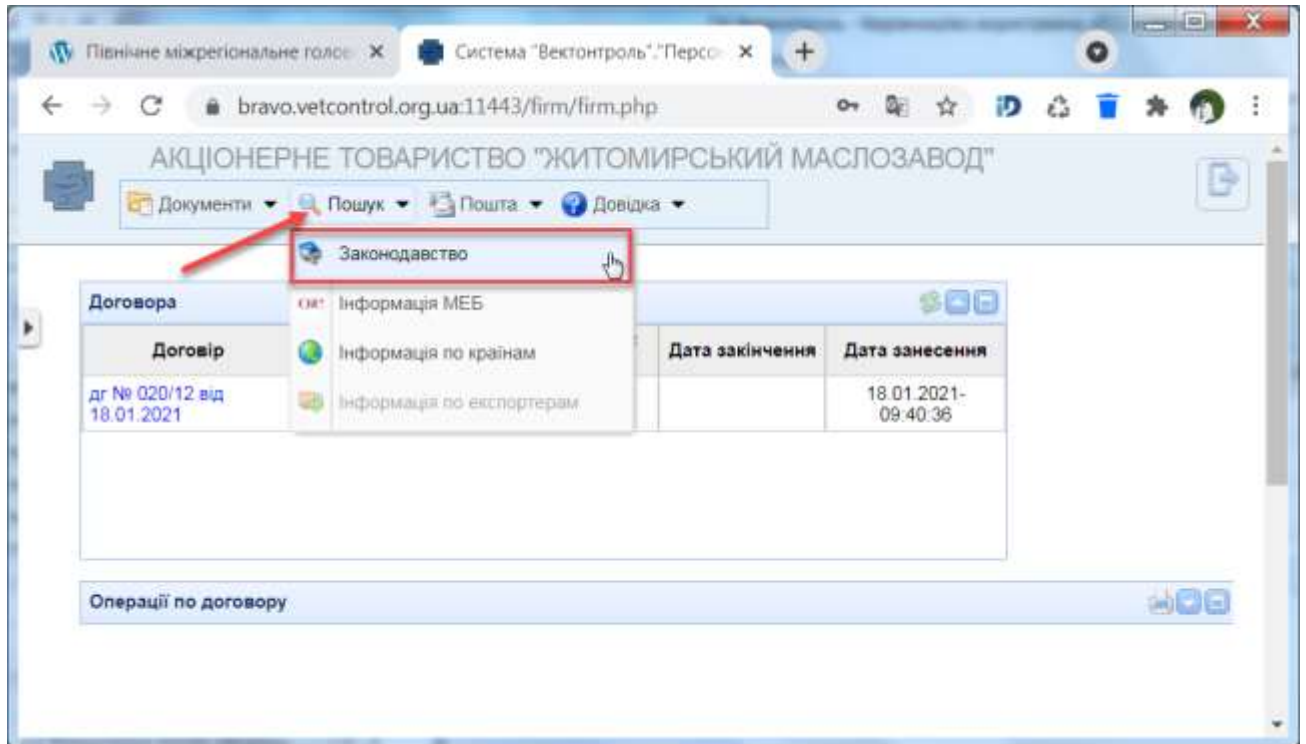 Північне міжрегіональне голов
Система "Вектонтроль"."Персо
bravo.vetcontrol.org.ua:11443/firm/firm.php
АКЦІОНЕРНЕ ТОВАРИСТВО "ЖИТОМИРСЬКИЙ МАСЛОЗАВОД"
Документи Пошук Пошта Довідка
Законодавство
Інформація МЕБ
Інформація по країнам
Інформація по експортерам
Договора
Договір Дата закінчення Дата занесення
дг № 020/12 від
18.01.2021
18.01.2021-
09:40:36
Операції по договору